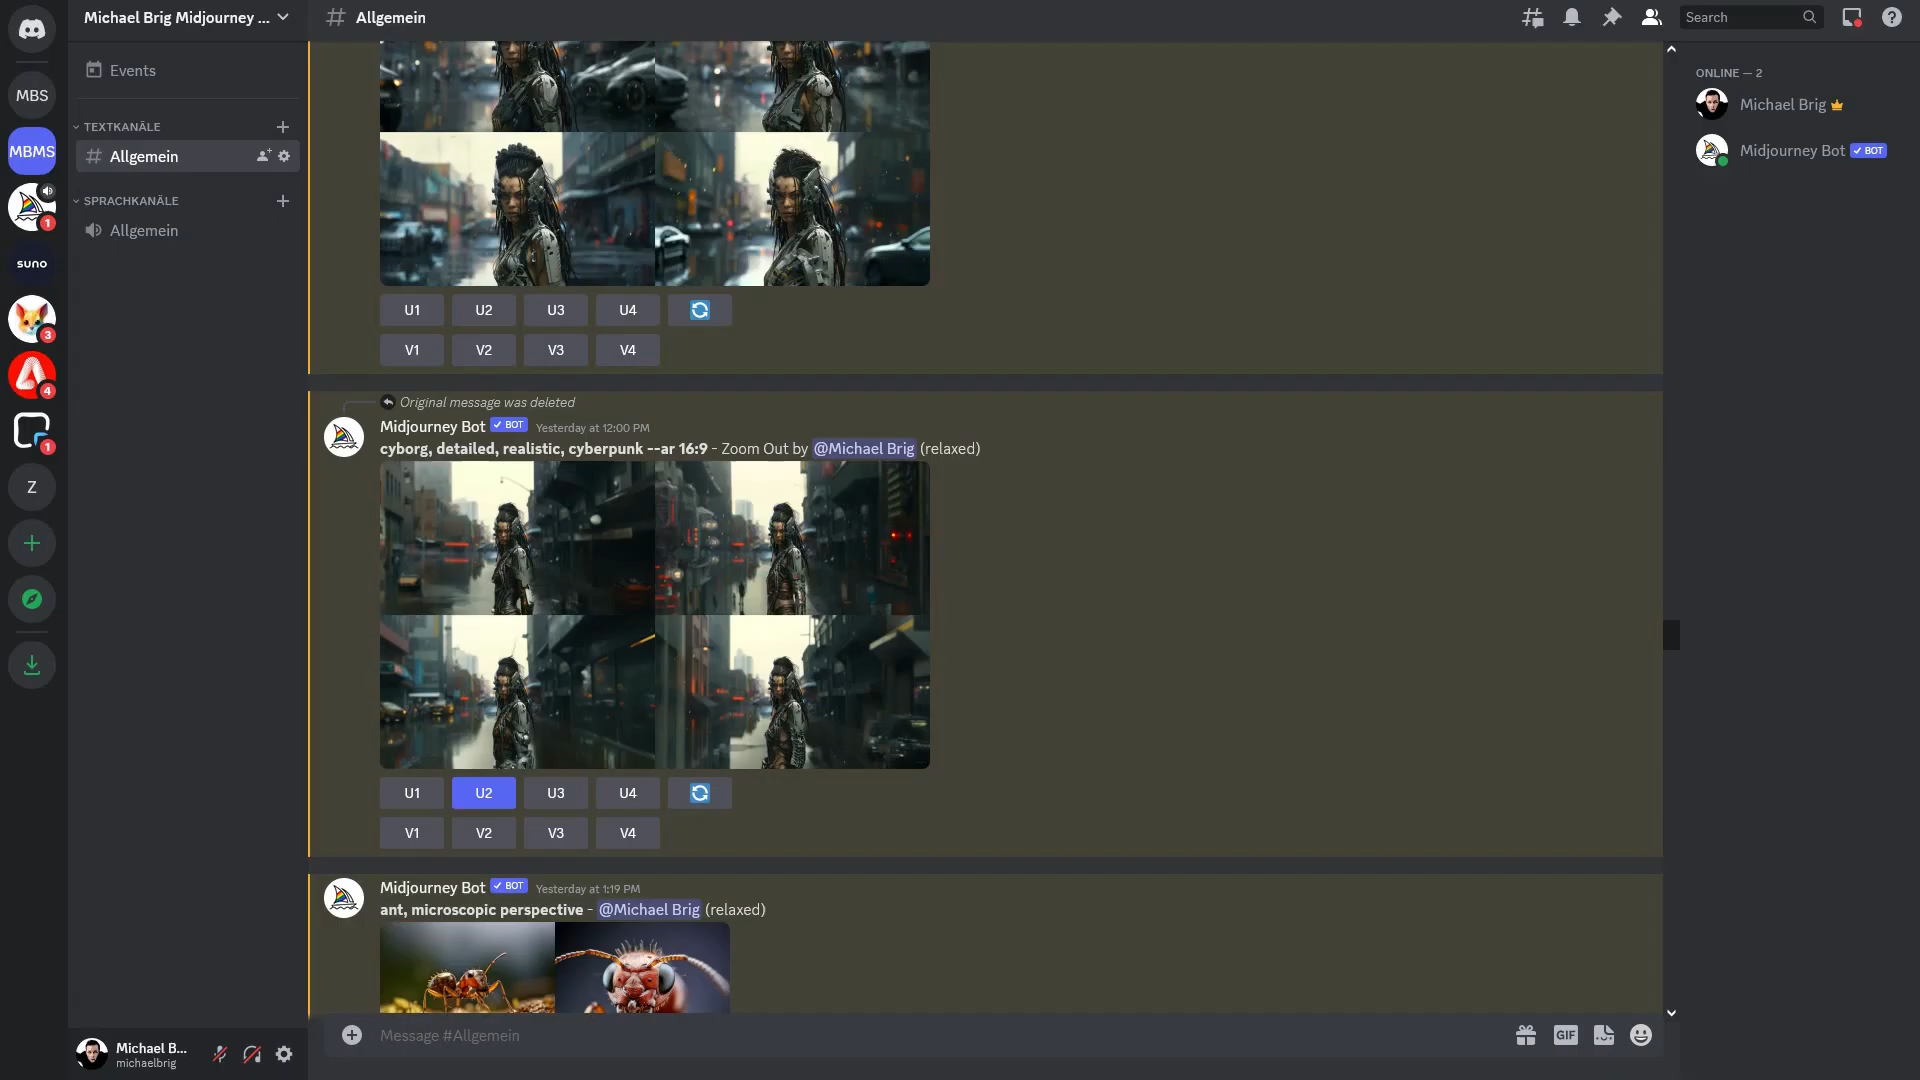 Michael Brig Midjourney ...
Allgemein
Search
Events
MBS
MBMS
1
suno
3
4
1
Z
TEXTKANÄLE
Allgemein
SPRACHKANÄLE
Allgemein
U1 U2 U3 U4
V1 V2 V3 V4
Original message was deleted
Midjourney Bot BOT Yesterday at 12:00 PM
cyborg, detailed, realistic, cyberpunk --ar 16:9 - Zoom Out by @Michael Brig (relaxed)
U1 U2 U3 U4
V1 V2 V3 V4
Midjourney Bot BOT Yesterday at 1:19 PM
ant, microscopic perspective - @Michael Brig (relaxed)
Message #Allgemein
GIF
Michael B...
michaelbrig
ONLINE — 2
Michael Brig
Midjourney Bot BOT